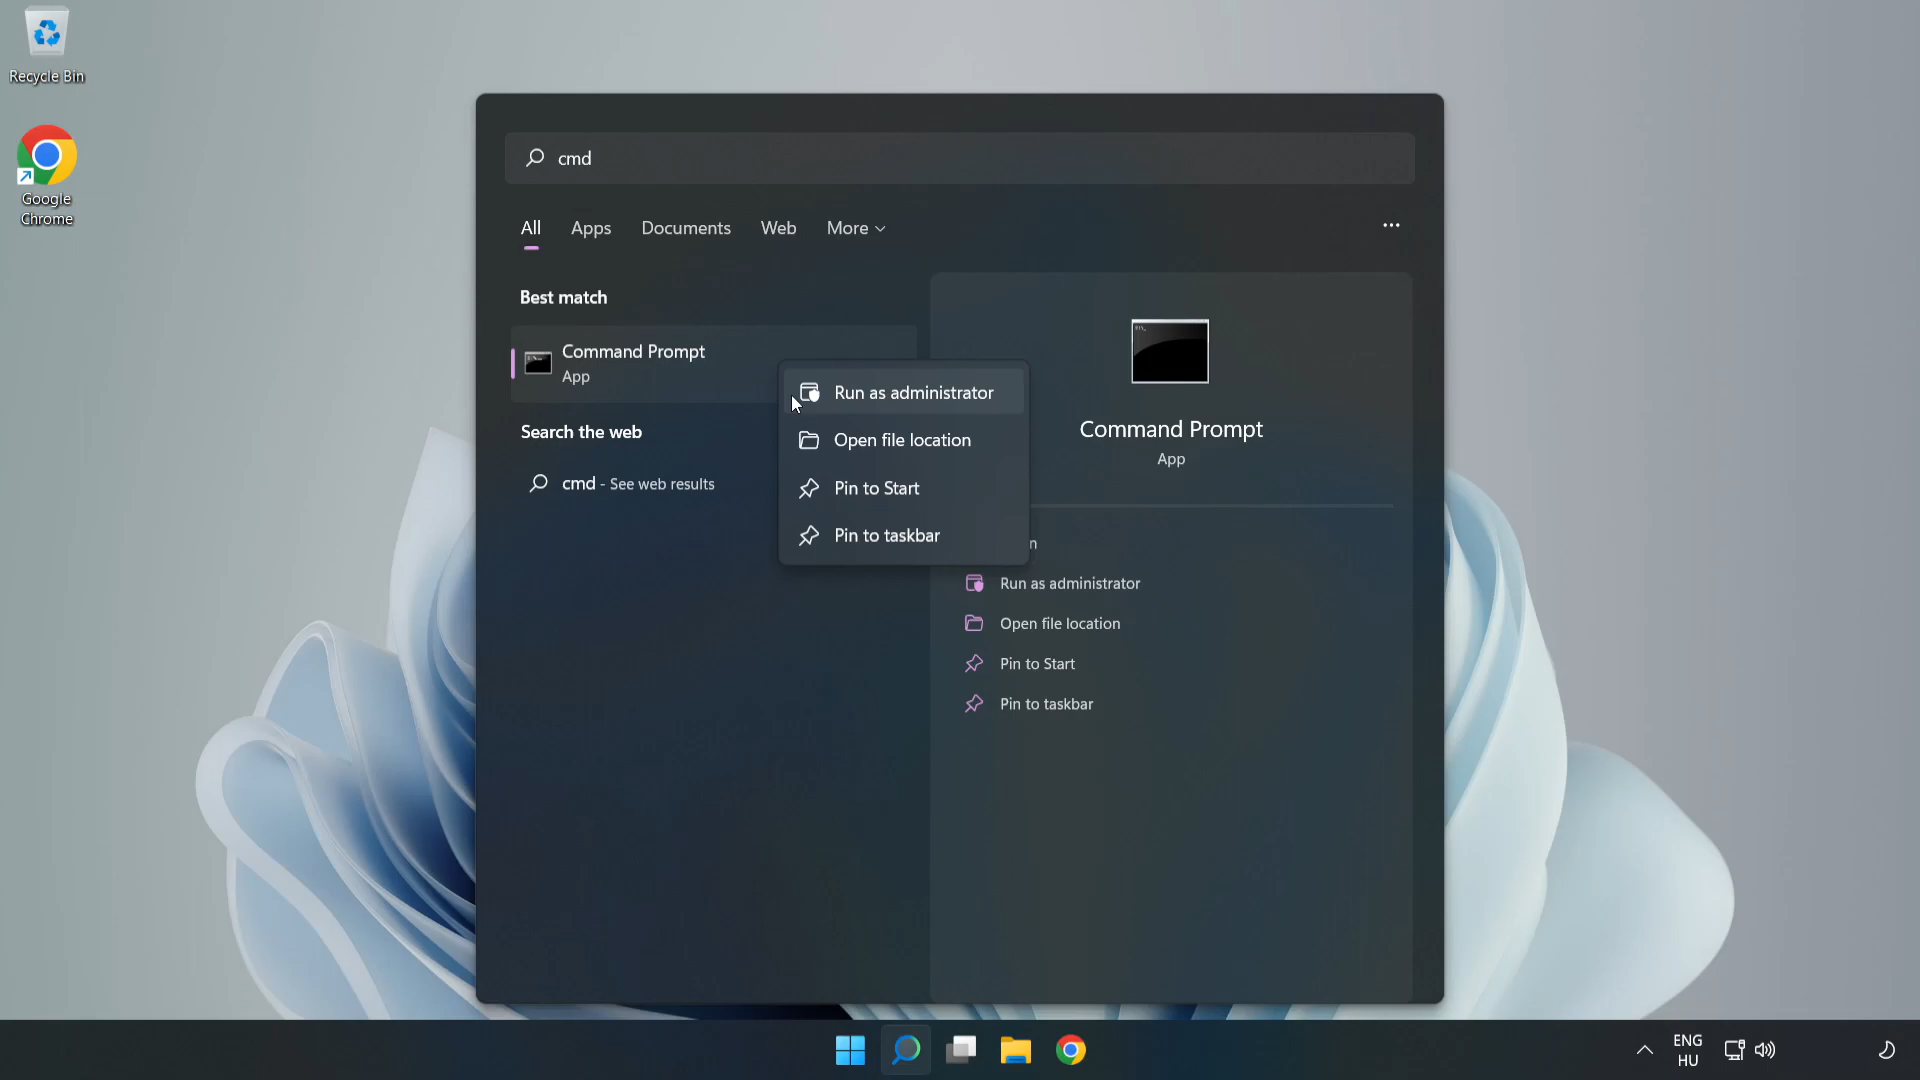 Recycle Bin
Google
Chrome
cmd
All
Apps
Documents
Web
More
Best match
Command Prompt
App
Search the web
cmd - See web results
Run as administrator
Open file location
Pin to Start
Pin to taskbar
Command Prompt
App
n
Run as administrator
Open file location
Pin to Start
Pin to taskbar
ENG
HU